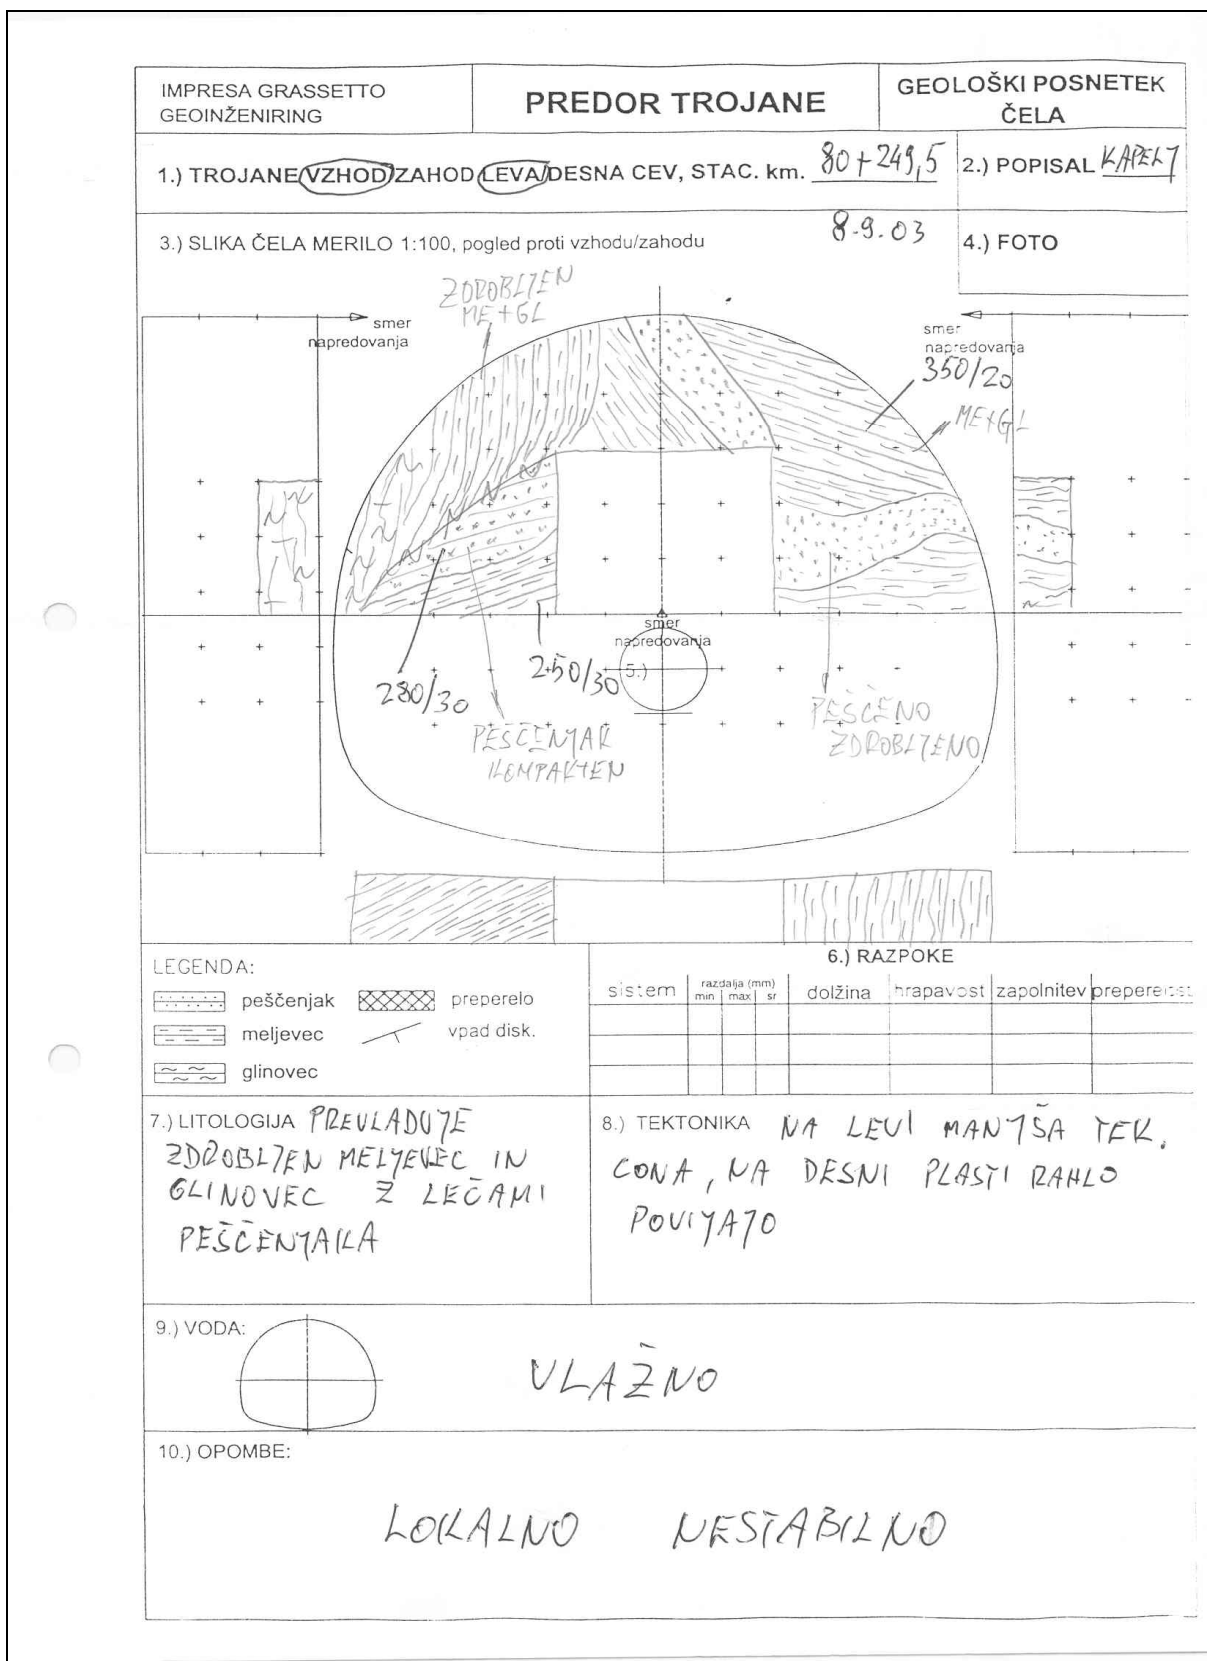 IMPRESA GRASSETTO
GEOINŽENIRING
PREDOR TROJANE
GEOLOŠKI POSNETEK
ČELA
1.) TROJANE VZHOD/ZAHOD LEVA/DESNA CEV, STAC. km. 80+249,5
2.) POPISAL KAPELJ
3.) SLIKA ČELA MERILO 1:100, pogled proti vzhodu/zahodu 8.9.03
4.) FOTO
ZDROBLJEN
ME+GL
smer
napredovanja
smer
napredovanja
350/20
ME+GL
smer
napredovanja
5.)
280/30
250/30
PEŠČENJAK
KOMPAKTEN
PEŠČENO
ZDROBLJENO
LEGENDA:
peščenjak
preperelo
meljevec
vpad disk.
glinovec
6.) RAZPOKE
sistem
razdalja (mm)
min max sr
dolžina
hrapavost
zapolnitev
7.) LITOLOGIJA PREVLADUJE
ZDROBLJEN MELJEVEC IN
GLINOVEC Z LEČAMI
PEŠČENJAKA
8.) TEKTONIKA NA LEVI MANJŠA TEK.
CONA, NA DESNI PLASTI RAHLO
POVIJAJO
9.) VODA:
VLAŽNO
10.) OPOMBE:
LOKALNO NESTABILNO